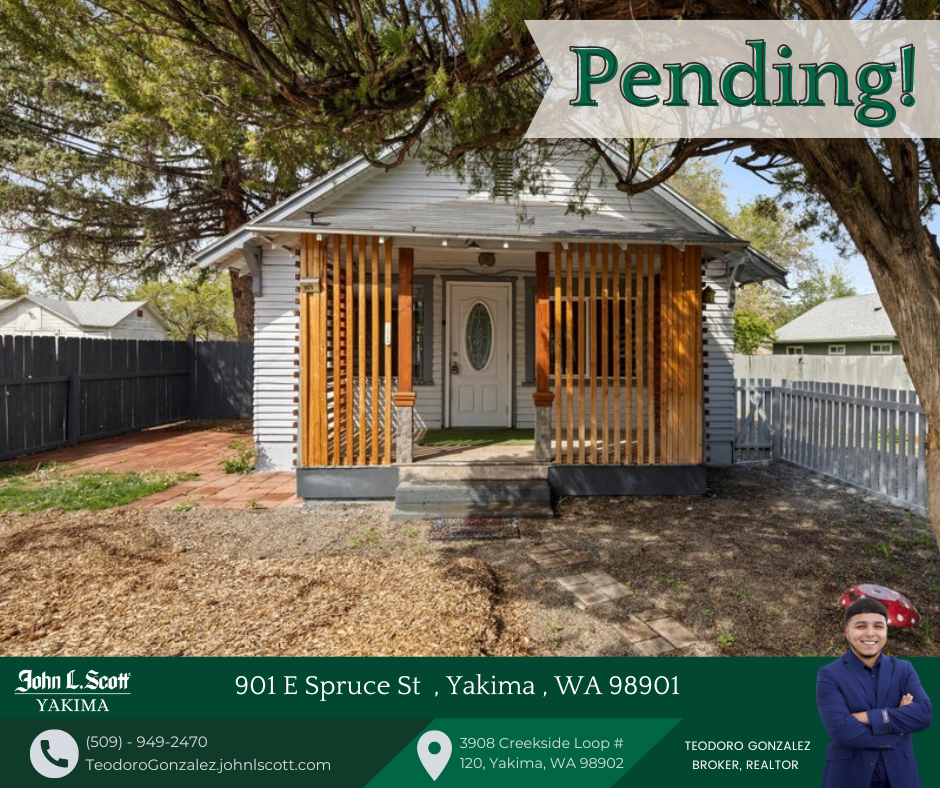 Pending!
John L. Scott
YAKIMA
901 E Spruce St , Yakima , WA 98901
(509) - 949-2470
TeodoroGonzalez.johnlscott.com
3908 Creekside Loop #
120, Yakima, WA 98902
TEODORO GONZALEZ
BROKER, REALTOR